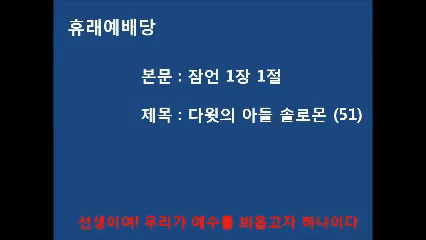 휴래예배당
본문 : 잠언 1장 1절
제목 : 다윗의 아들 솔로몬 (51)
선생이여! 우리가 예수를 뵈옵고자 하나이다